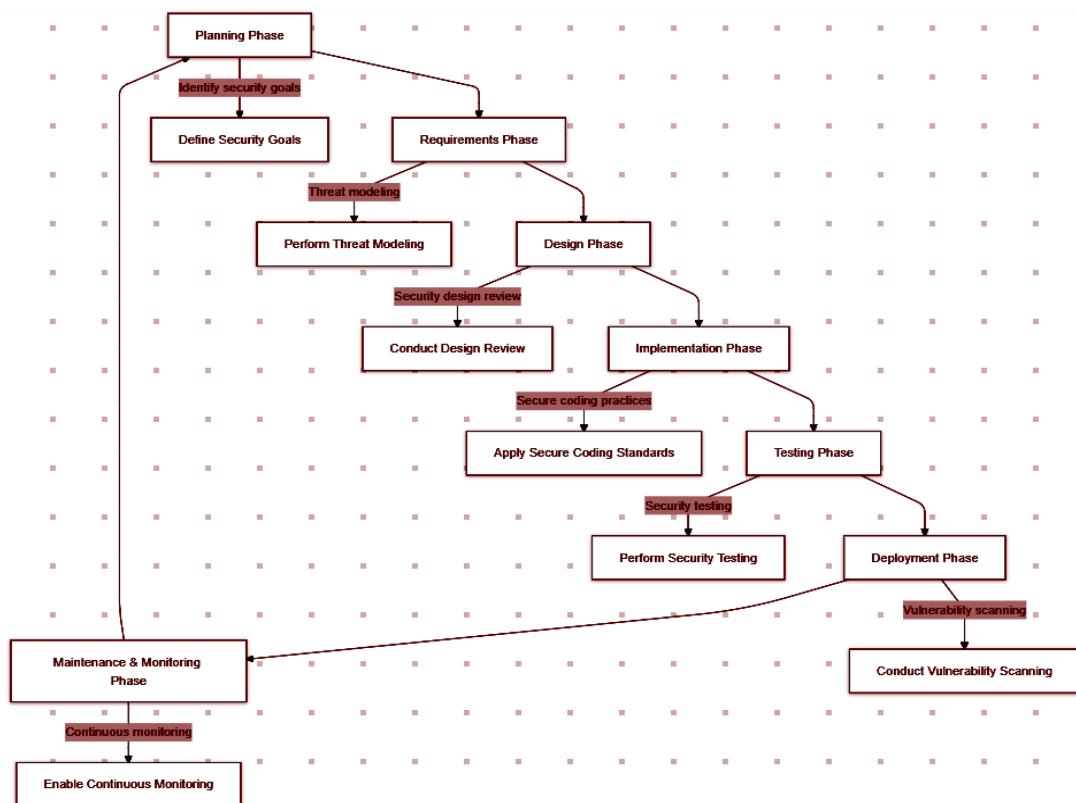 Planning Phase
Identify security goals
Define Security Goals
Requirements Phase
Threat modeling
Perform Threat Modeling
Design Phase
Security design review
Conduct Design Review
Implementation Phase
Secure coding practices
Apply Secure Coding Standards
Testing Phase
Security testing
Perform Security Testing
Deployment Phase
Vulnerability scanning
Conduct Vulnerability Scanning
Maintenance & Monitoring
Phase
Continuous monitoring
Enable Continuous Monitoring